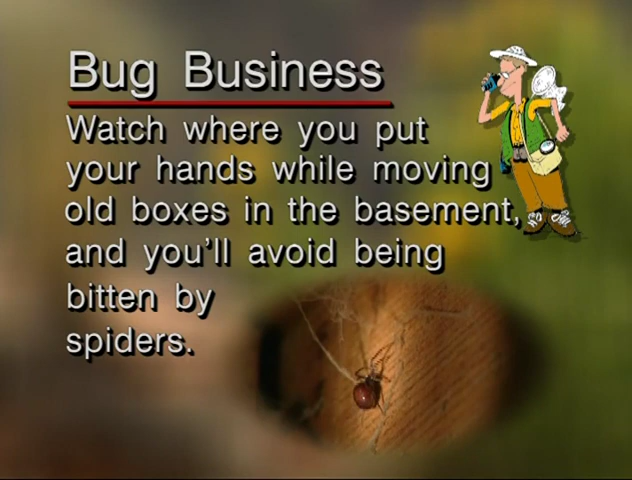 Bug Business
Watch where you put
your hands while moving
old boxes in the basement,
and you'll avoid being
bitten by
spiders.